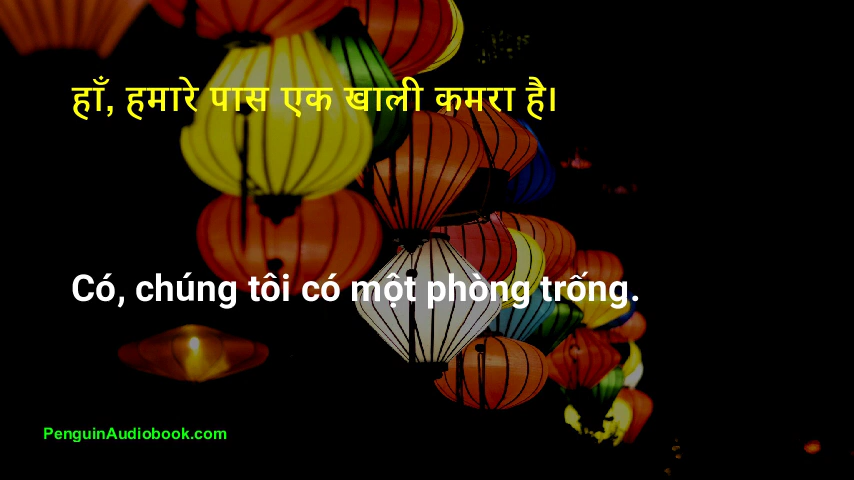 हाँ, हमारे पास एक खाली कमरा है।
Có, chúng tôi có một phòng trống.
PenguinAudiobook.com